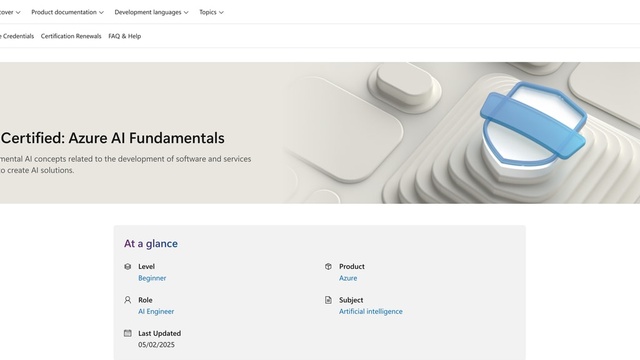 Product documentation
Development languages
Topics
Credentials
Certification Renewals
FAQ & Help
Certified: Azure AI Fundamentals
AI concepts related to the development of software and services
to create AI solutions.
At a glance
Level
Beginner
Product
Azure
Role
AI Engineer
Subject
Artificial intelligence
Last Updated
05/02/2025